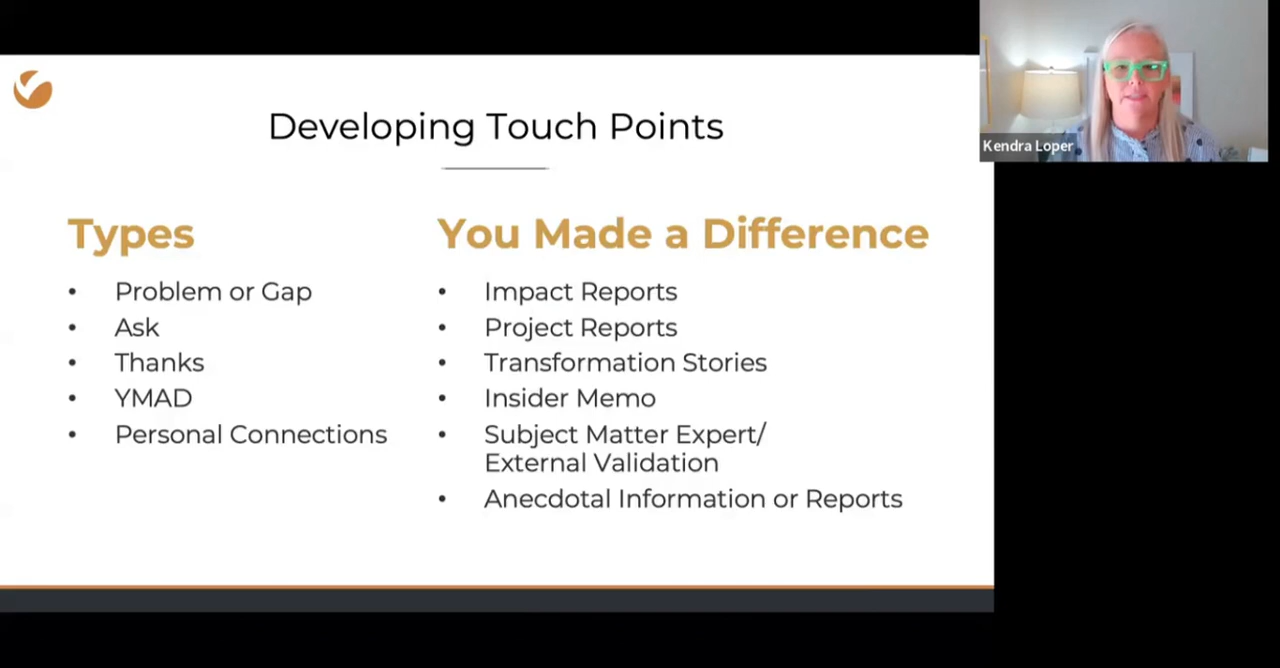 Developing Touch Points
Types
• Problem or Gap
• Ask
• Thanks
• YMAD
• Personal Connections
You Made a Difference
• Impact Reports
• Project Reports
• Transformation Stories
• Insider Memo
• Subject Matter Expert/
External Validation
• Anecdotal Information or Reports
Kendra Loper